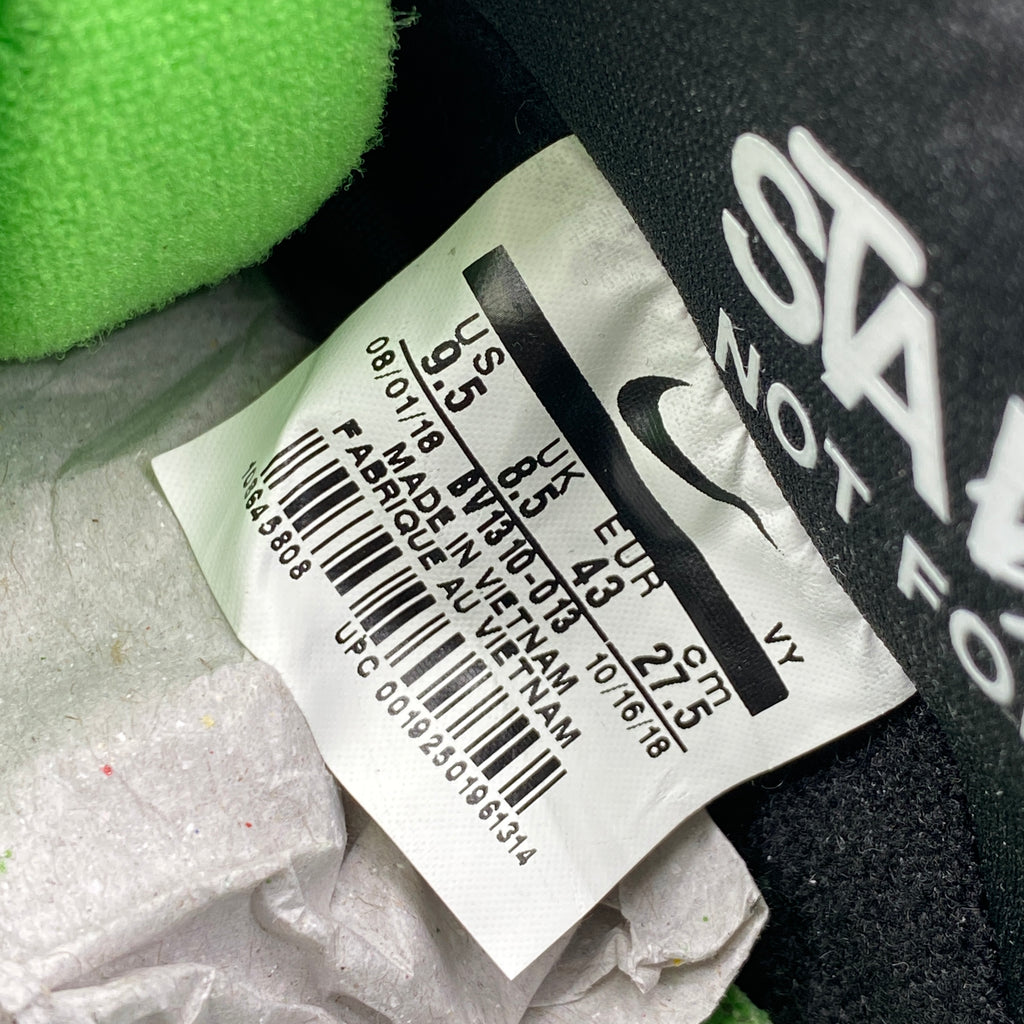 VY
US UK EUR cm
9.5 8.5 43 27.5
08/01/18 BV1310-013 10/16/18
MADE IN VIETNAM
FABRIQUE AU VIETNAM
UPC 00192501961314
NOT